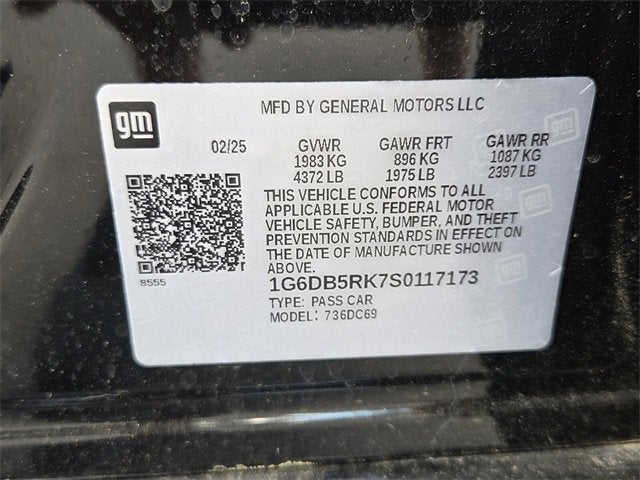 gm
MFD BY GENERAL MOTORS LLC
02/25 GVWR GAWR FRT GAWR RR
1983 KG 896 KG 1087 KG
4372 LB 1975 LB 2397 LB
THIS VEHICLE CONFORMS TO ALL
APPLICABLE U.S. FEDERAL MOTOR
VEHICLE SAFETY, BUMPER, AND THEFT
PREVENTION STANDARDS IN EFFECT ON
THE DATE OF MANUFACTURE SHOWN
ABOVE.
8555
1G6DB5RK7S0117173
TYPE: PASS CAR
MODEL: 736DC69